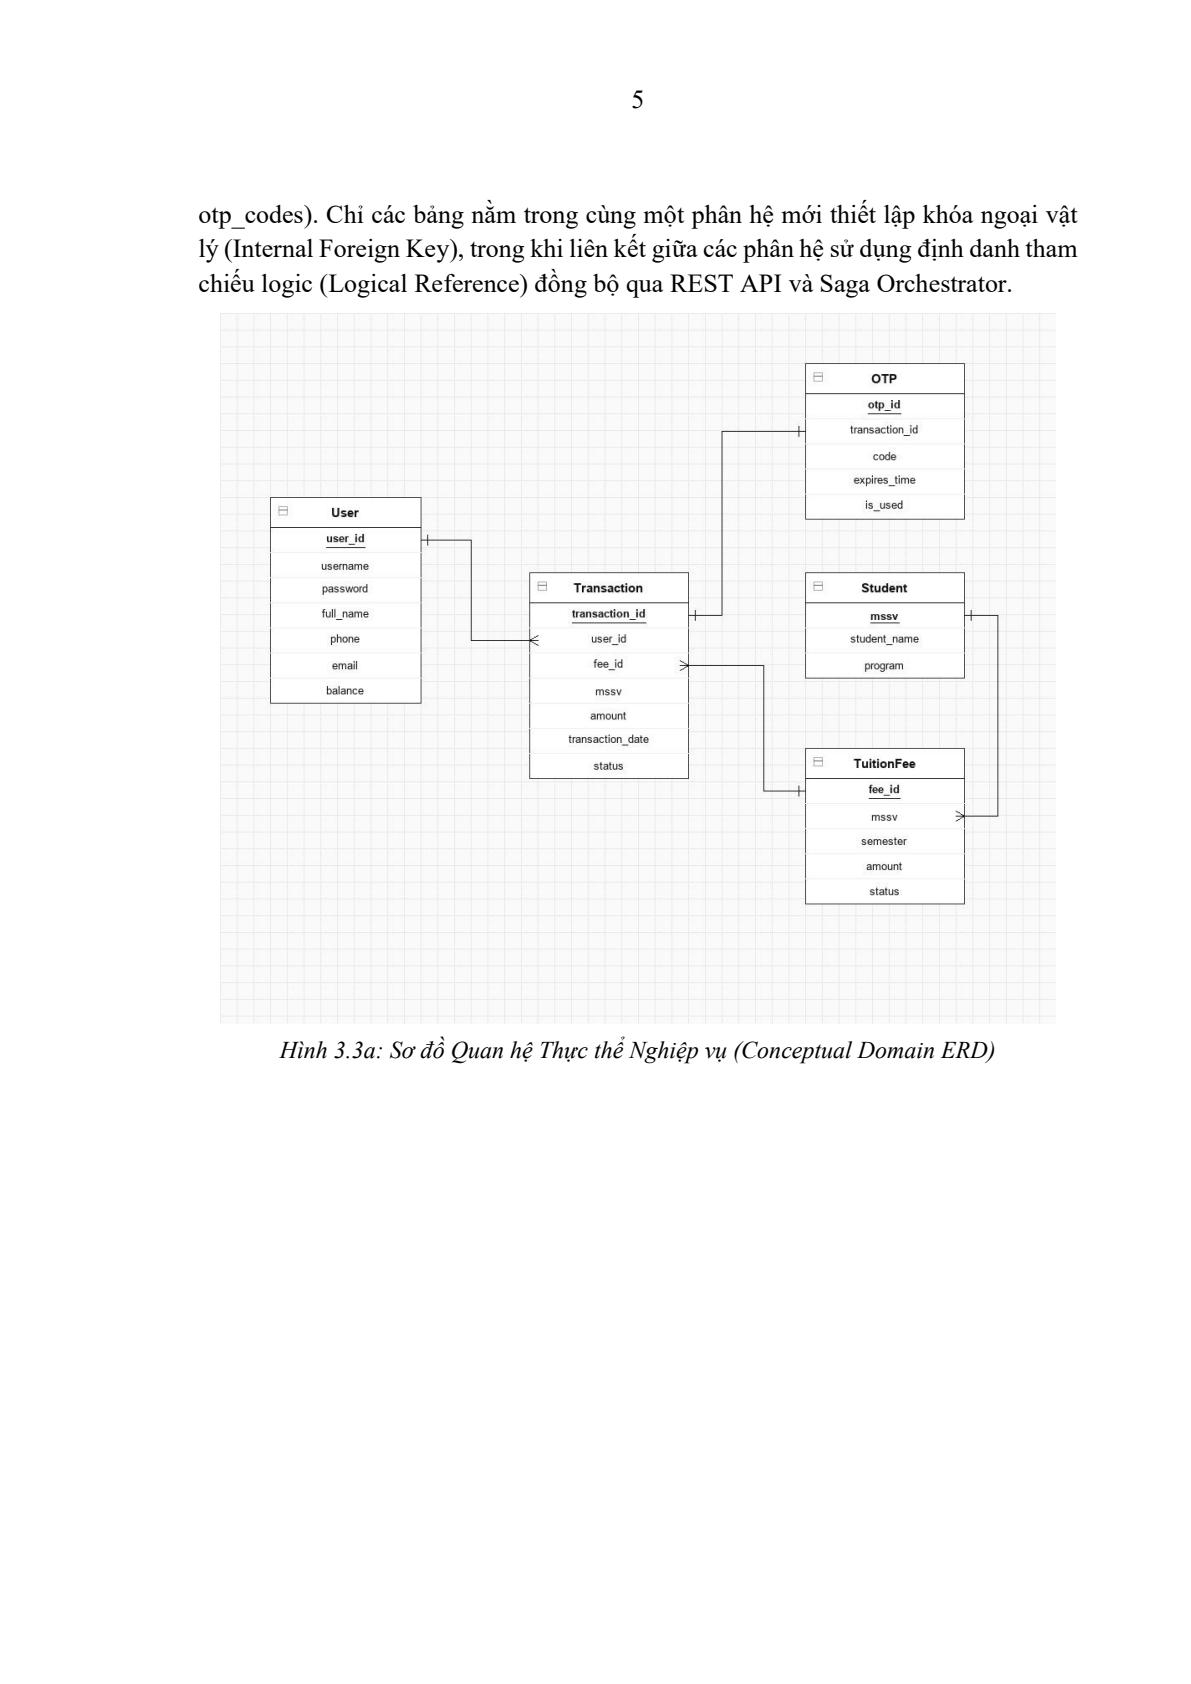 5
otp_codes). Chỉ các bảng nằm trong cùng một phân hệ mới thiết lập khóa ngoại vật
lý (Internal Foreign Key), trong khi liên kết giữa các phân hệ sử dụng định danh tham
chiếu logic (Logical Reference) đồng bộ qua REST API và Saga Orchestrator.
OTP
otp_id
transaction_id
code
expires_time
is_used
User
user_id
username
password
full_name
phone
email
balance
Transaction
transaction_id
user_id
fee_id
mssv
amount
transaction_date
status
Student
mssv
student_name
program
TuitionFee
fee_id
mssv
semester
amount
status
Hình 3.3a: Sơ đồ Quan hệ Thực thể Nghiệp vụ (Conceptual Domain ERD)